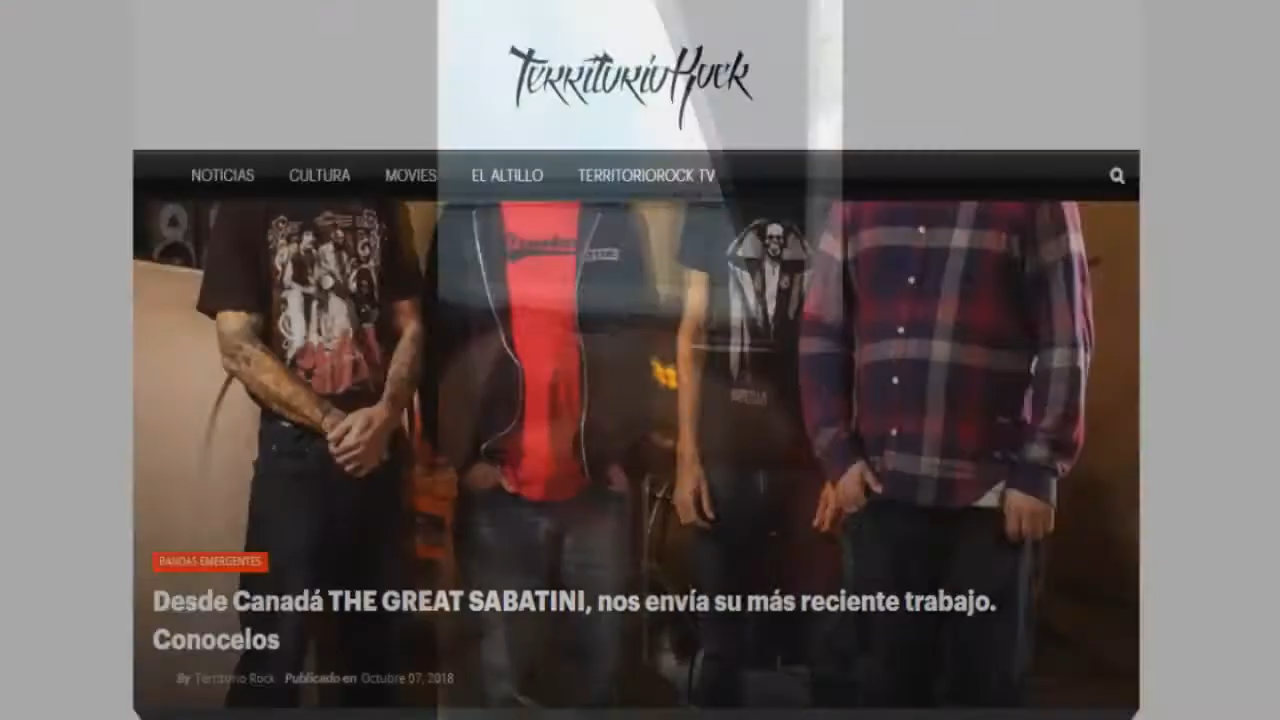 TerritorioRock
NOTICIAS CULTURA MOVIES EL ALTILLO TERRITORIOROCK TV
BANDAS EMERGENTES
Desde Canadá THE GREAT SABATINI, nos envía su más reciente trabajo.
Conocelos
By Territorio Rock Publicado en Octubre 07, 2018